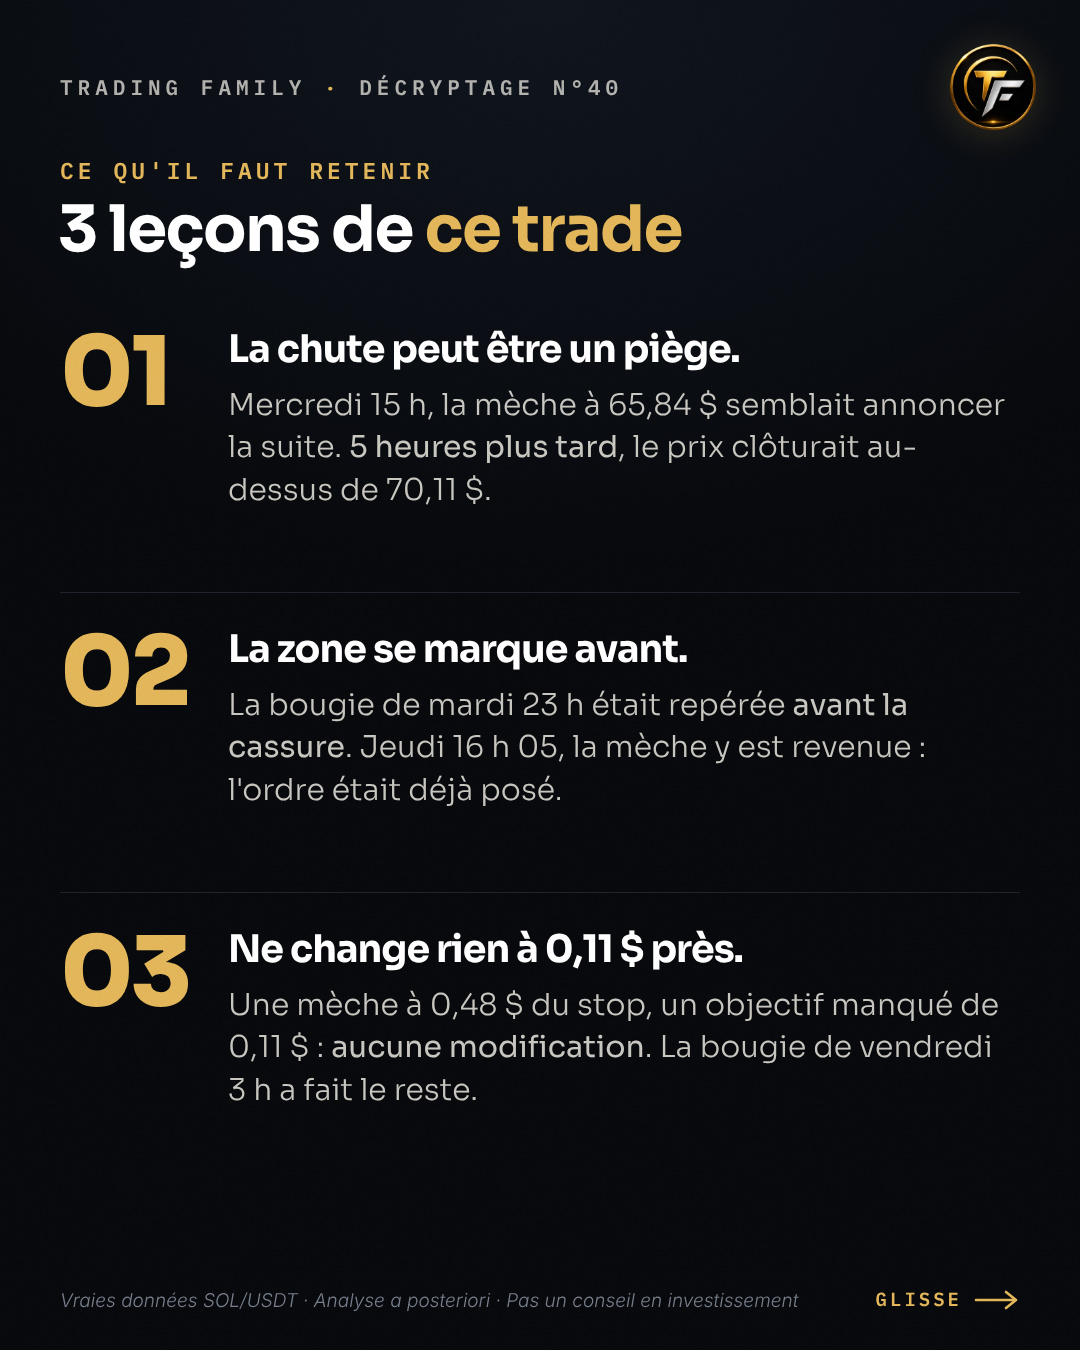 TRADING FAMILY · DÉCRYPTAGE N°40
TF
CE QU'IL FAUT RETENIR
3 leçons de ce trade
01
La chute peut être un piège.
Mercredi 15 h, la mèche à 65,84 $ semblait annoncer
la suite. 5 heures plus tard, le prix clôturait au-
dessus de 70,11 $.
02
La zone se marque avant.
La bougie de mardi 23 h était repérée avant la
cassure. Jeudi 16 h 05, la mèche y est revenue :
l'ordre était déjà posé.
03
Ne change rien à 0,11 $ près.
Une mèche à 0,48 $ du stop, un objectif manqué de
0,11 $ : aucune modification. La bougie de vendredi
3 h a fait le reste.
Vraies données SOL/USDT · Analyse a posteriori · Pas un conseil en investissement
GLISSE →